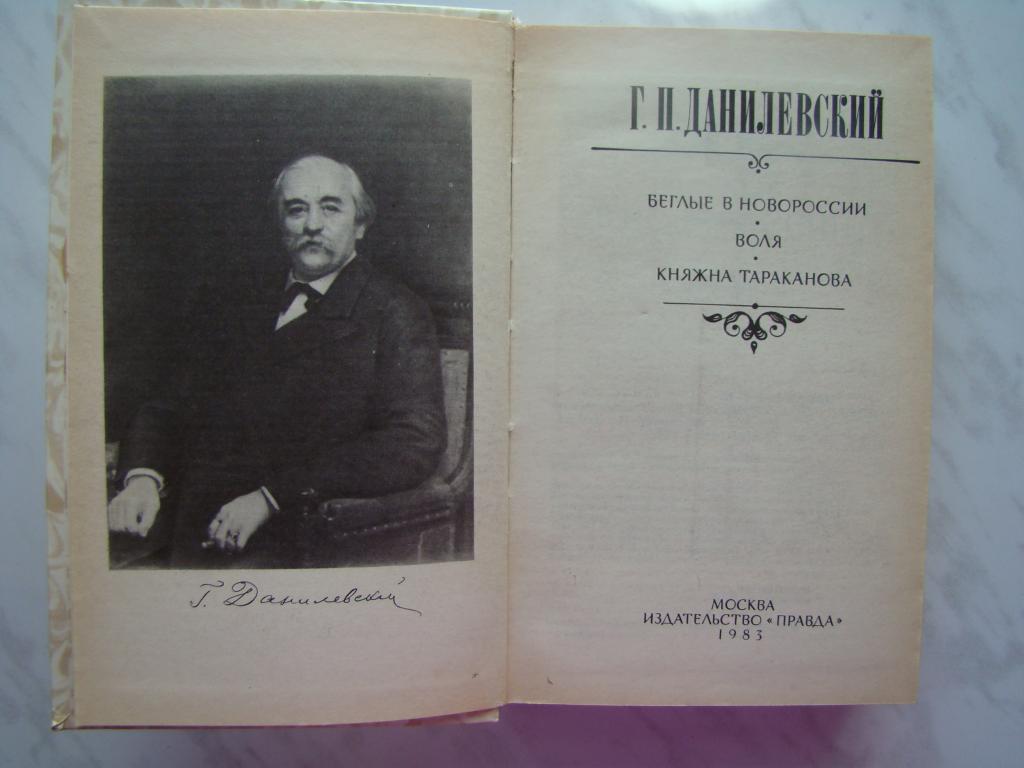 Г. Данилевский
Г. П. ДАНИЛЕВСКИЙ
БЕГЛЫЕ В НОВОРОССИИ
ВОЛЯ
КНЯЖНА ТАРАКАНОВА
МОСКВА
ИЗДАТЕЛЬСТВО «ПРАВДА»
1983